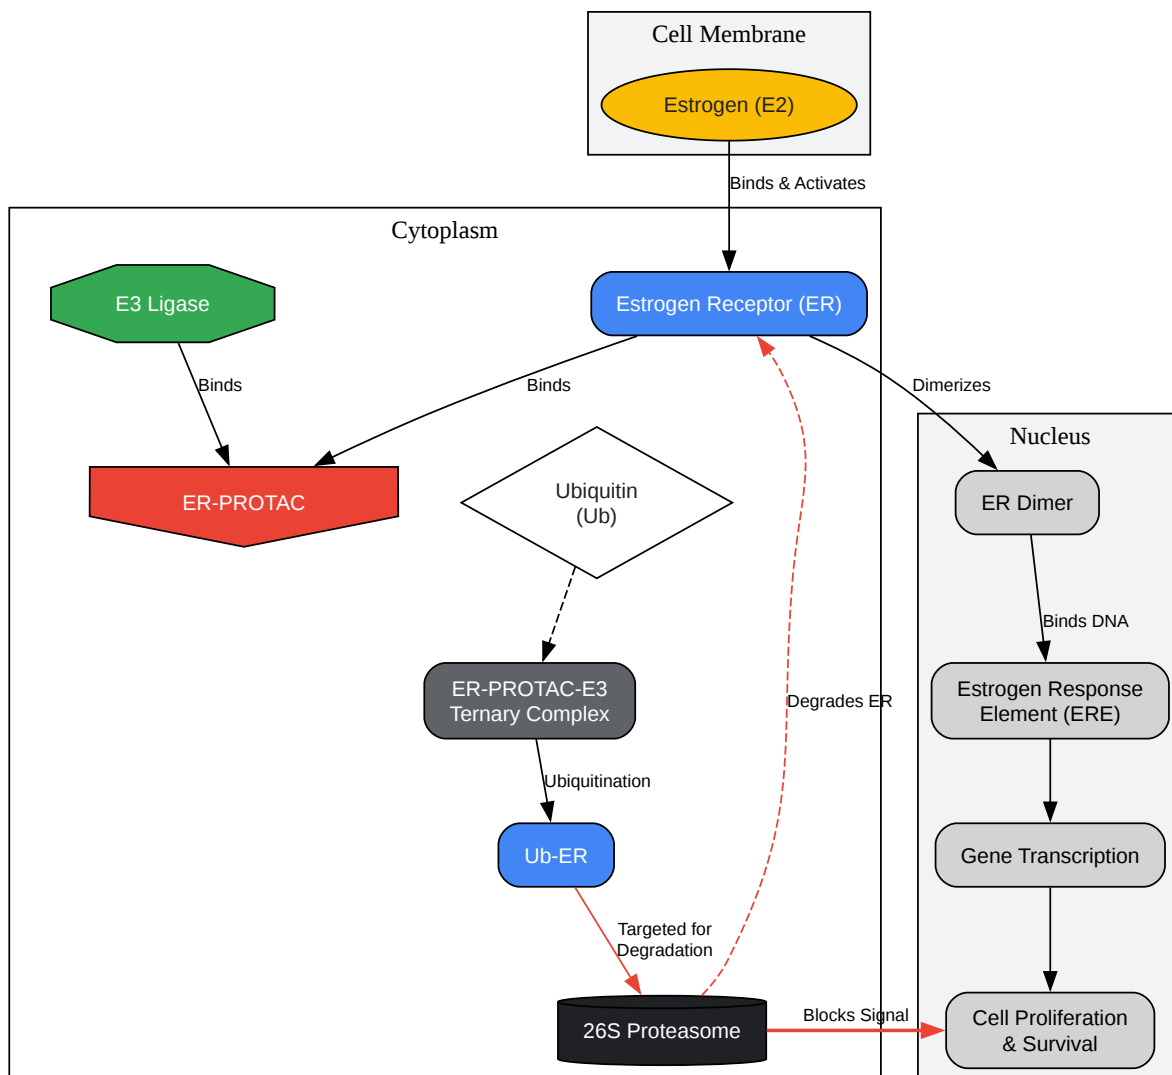 Cell Membrane
Estrogen (E2)
Binds & Activates
Cytoplasm
E3 Ligase
Estrogen Receptor (ER)
Binds
Binds
Dimerizes
Nucleus
ER-PROTAC
Ubiquitin
(Ub)
ER Dimer
Binds DNA
ER-PROTAC-E3
Ternary Complex
Degrades ER
Estrogen Response
Element (ERE)
Ubiquitination
Ub-ER
Gene Transcription
Targeted for
Degradation
26S Proteasome
Blocks Signal
Cell Proliferation
& Survival